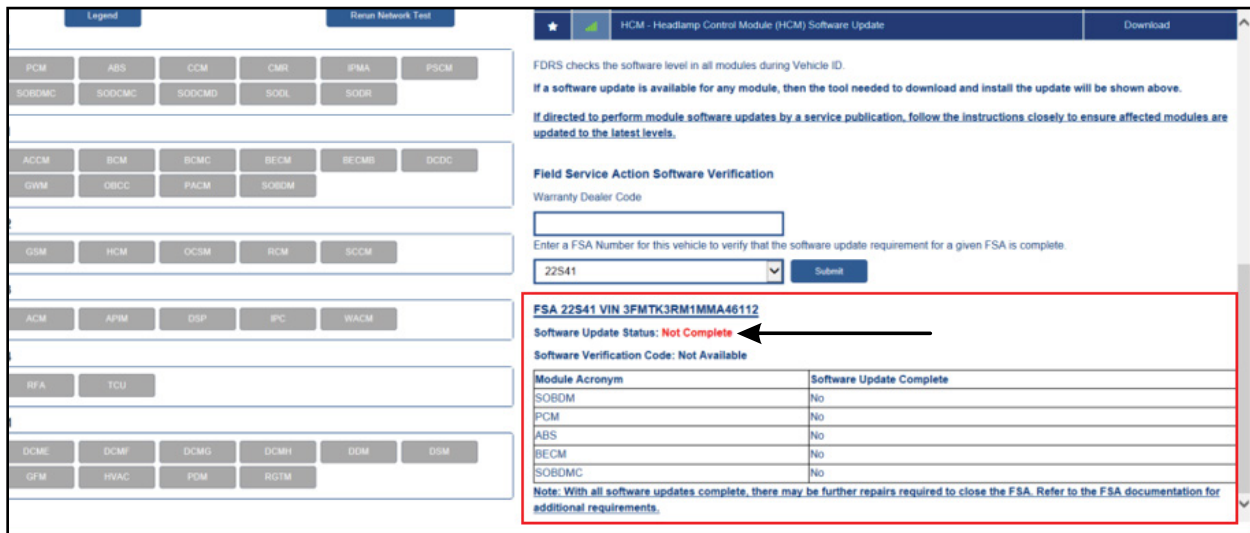 Legend
Rerun Network Test
PCM ABS CCM CMR IPMA PSCM
SOBDMC SODCMC SODCMD SODL SODR
ACCM BCM BCMC BECM BECMB DCDC
GWM OBCC PACM SOBDM
GSM HCM OCSM RCM SCCM
ACM APIM DSP IPC WACM
RFA TCU
DCME DCMF DCMG DCMH DDM DSM
GFM HVAC PDM RGTM
HCM - Headlamp Control Module (HCM) Software Update Download
FDRS checks the software level in all modules during Vehicle ID.
If a software update is available for any module, then the tool needed to download and install the update will be shown above.
If directed to perform module software updates by a service publication, follow the instructions closely to ensure affected modules are
updated to the latest levels.
Field Service Action Software Verification
Warranty Dealer Code
Enter a FSA Number for this vehicle to verify that the software update requirement for a given FSA is complete.
22S41 Submit
FSA 22S41 VIN 3FMTK3RM1MMA46112
Software Update Status: Not Complete
Software Verification Code: Not Available
Module Acronym Software Update Complete
SOBDM No
PCM No
ABS No
BECM No
SOBDMC No
Note: With all software updates complete, there may be further repairs required to close the FSA. Refer to the FSA documentation for
additional requirements.